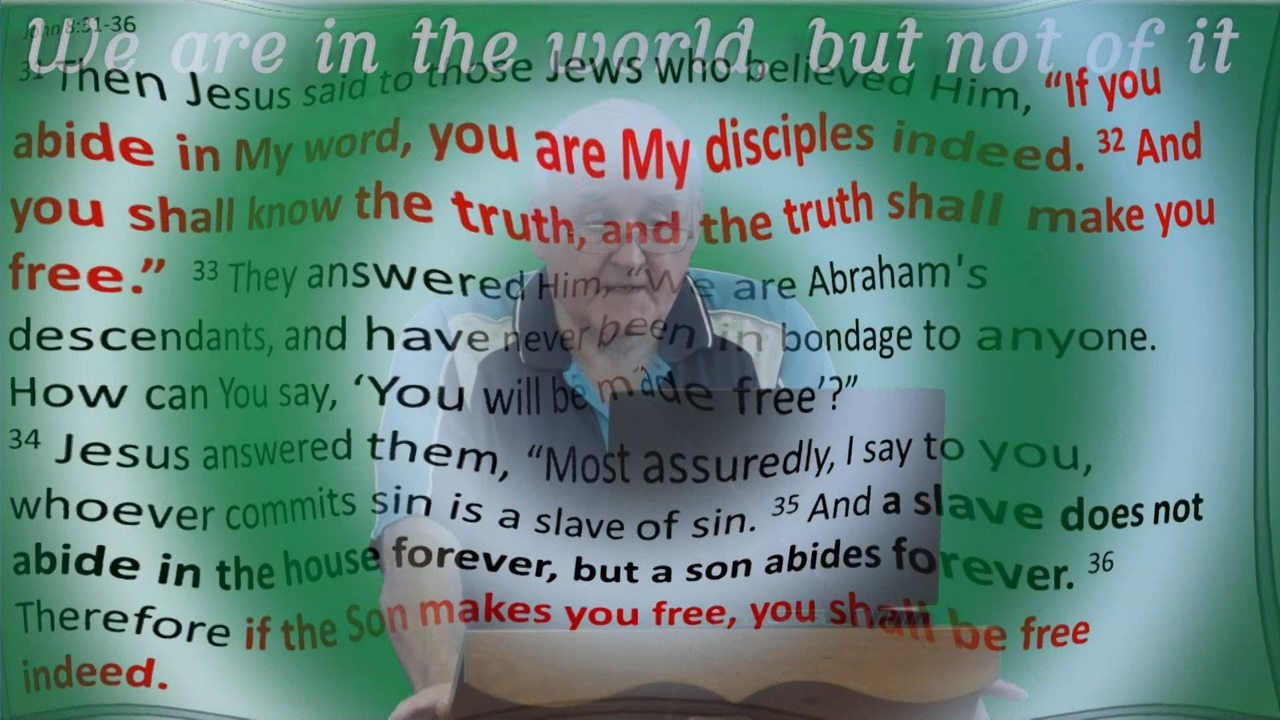 John 8:31-36
We are in the world, but not of it
31 Then Jesus said to those Jews who believed Him, “If you
abide in My word, you are My disciples indeed. 32 And
you shall know the truth, and the truth shall make you
free.” 33 They answered Him, “We are Abraham's
descendants, and have never been in bondage to anyone.
How can You say, ‘You will be made free’?”
34 Jesus answered them, “Most assuredly, I say to you,
whoever commits sin is a slave of sin. 35 And a slave does not
abide in the house forever, but a son abides forever. 36
Therefore if the Son makes you free, you shall be free
indeed.